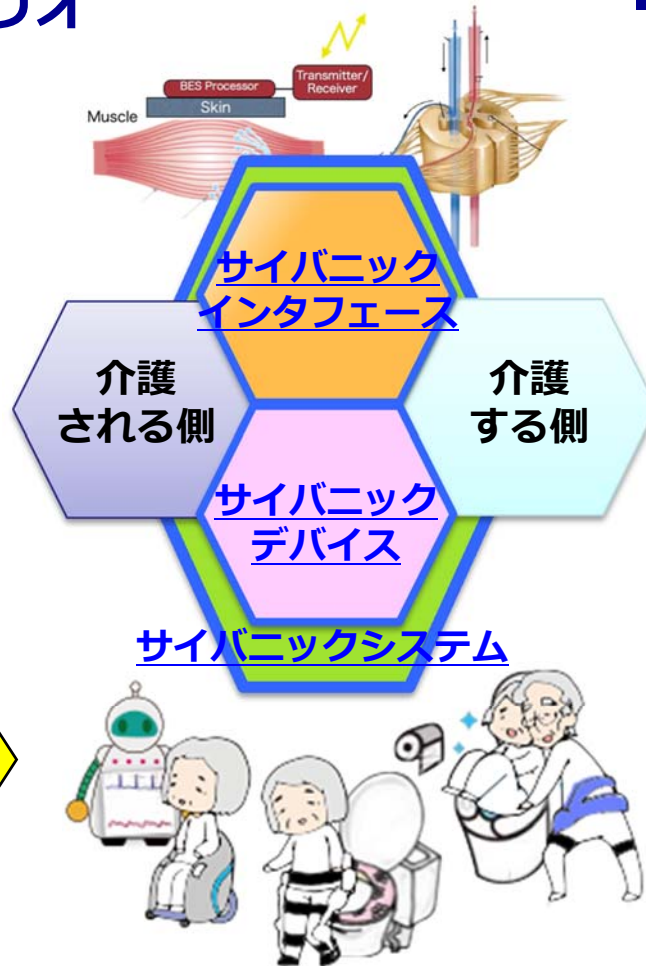 Transmitter/
Receiver
BES Processor
Skin
Muscle
サイバニック
インタフェース
介護
される側
介護
する側
サイバニック
デバイス
サイバニックシステム